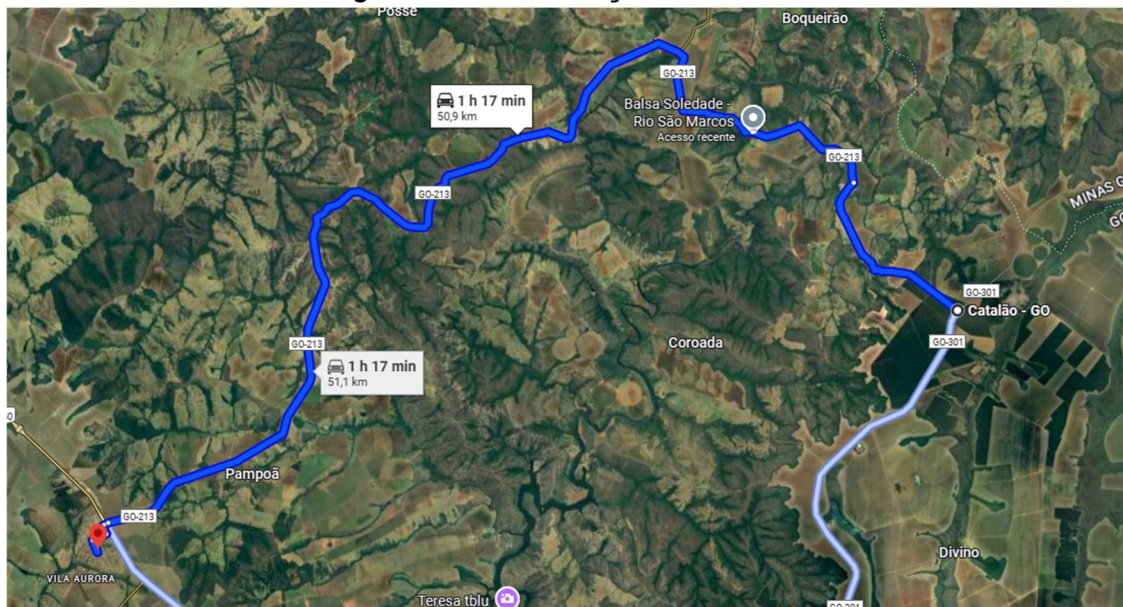 Posse
Boqueirão
GO-213
1 h 17 min
50,9 km
Balsa Soledade -
Rio São Marcos
Acesso recente
GO-213
MINAS G
GO
GO-213
GO-301
Catalão - GO
GO-301
GO-213
Coroada
1 h 17 min
51,1 km
Pampoã
GO-213
VILA AURORA
Divino
Teresa tblu
GO-301